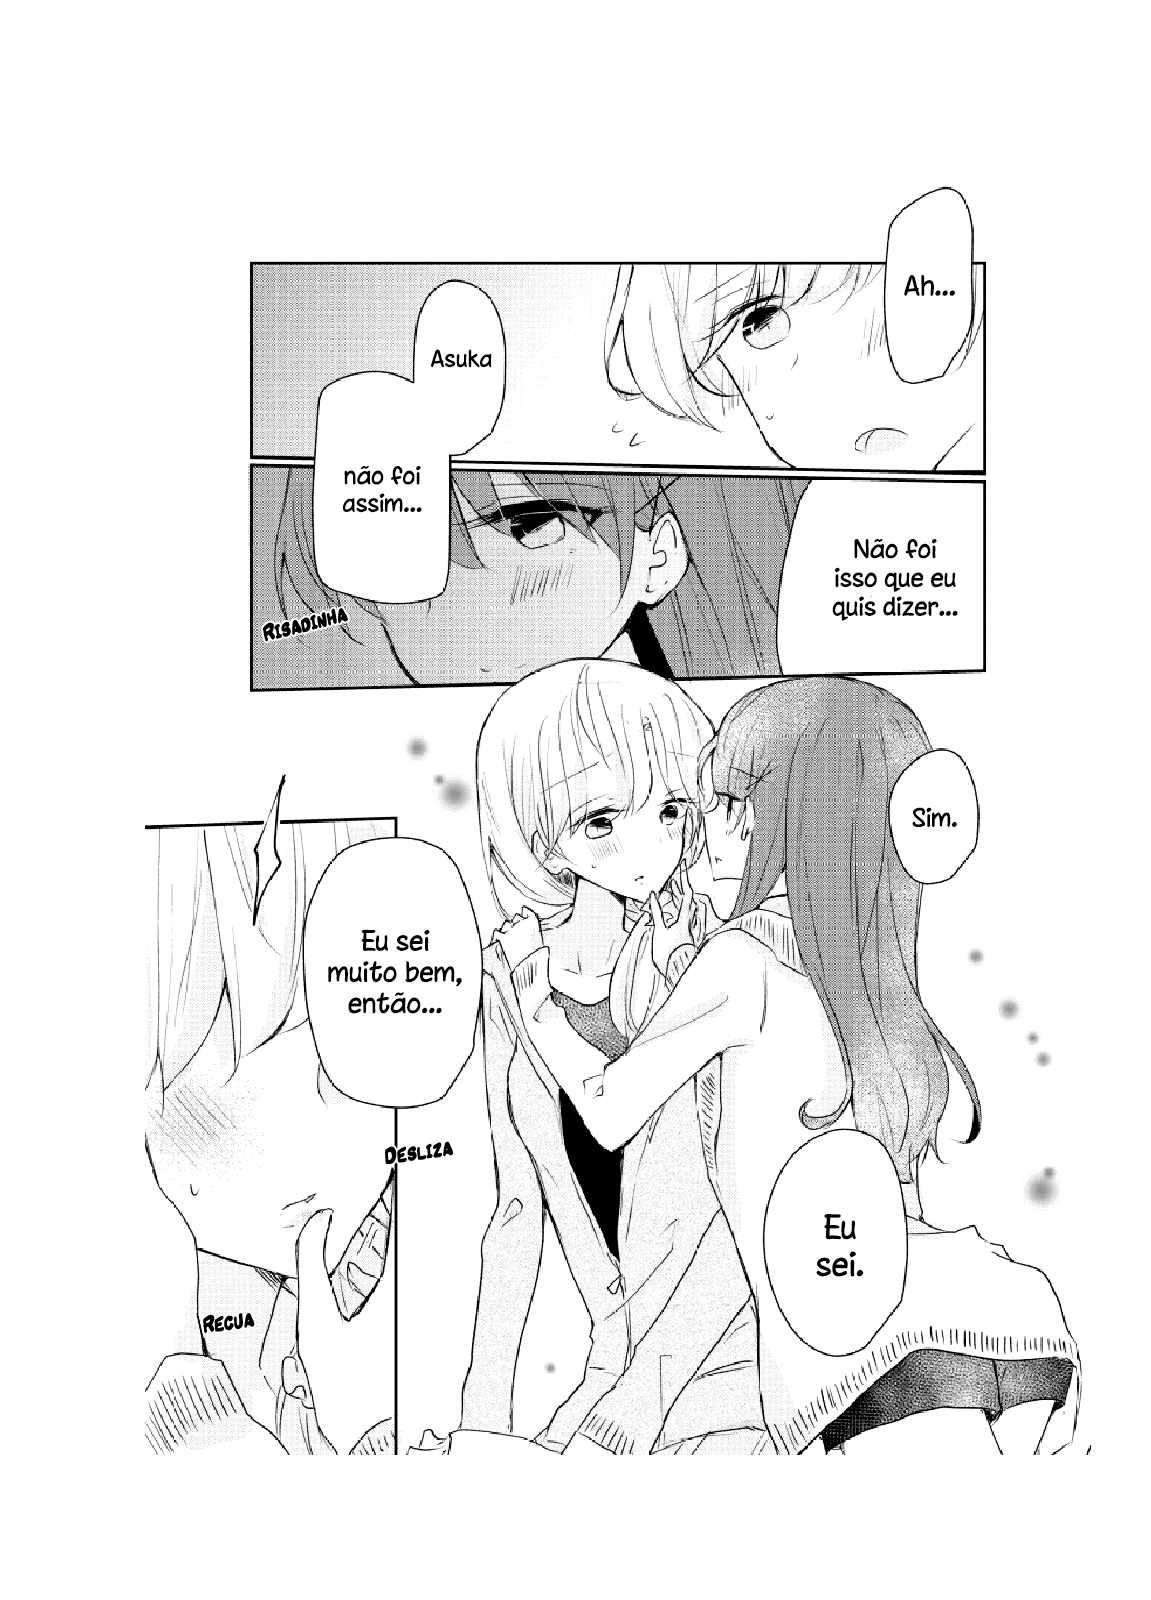 Ah...
Asuka
não foi
assim...
Não foi
isso que eu
quis dizer...
Risadinha
Sim.
Eu
sei.
Eu sei
muito bem,
então...
Desliza
Recua